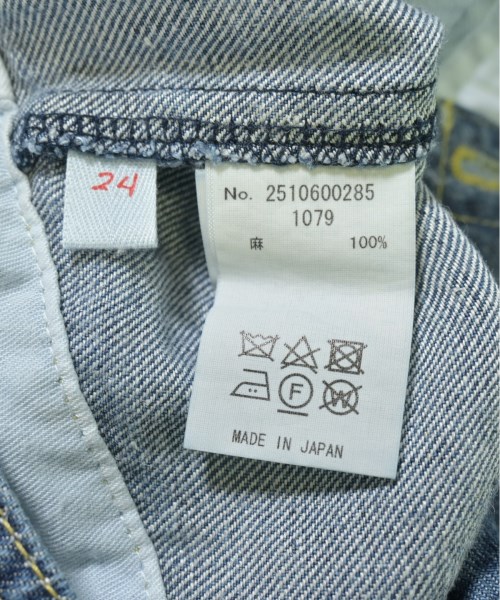 24
No. 2510600285
1079
麻 100%
F
W
MADE IN JAPAN